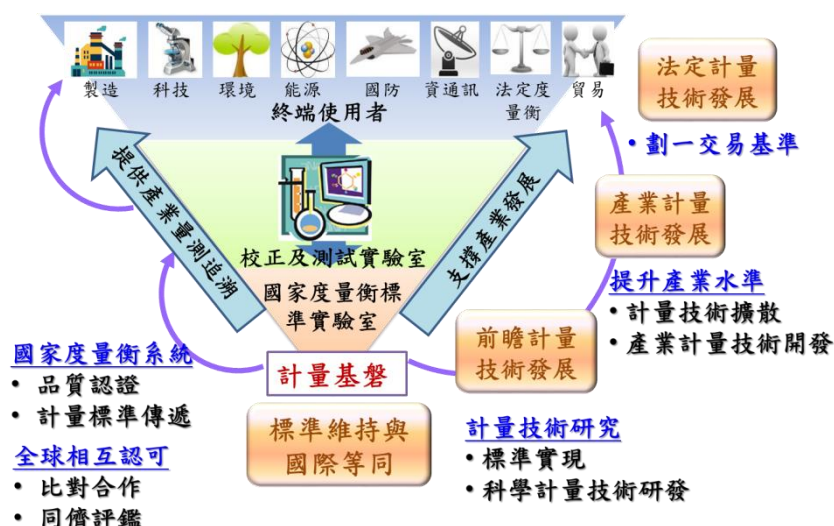 製造 科技 環境 能源 國防 資通訊 法定度量衡 貿易
終端使用者
法定計量
技術發展
• 劃一交易基準
提供產業量測追溯
支撐產業發展
產業計量
技術發展
校正及測試實驗室
國家度量衡標
準實驗室
提升產業水準
• 計量技術擴散
• 產業計量技術開發
前瞻計量
技術發展
國家度量衡系統
• 品質認證
• 計量標準傳遞
計量基磐
標準維持與
國際等同
計量技術研究
• 標準實現
• 科學計量技術研發
全球相互認可
• 比對合作
• 同儕評鑑